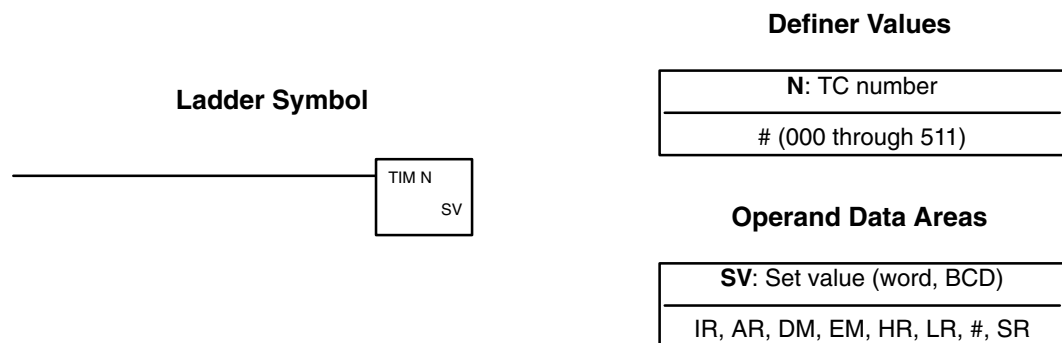 Ladder Symbol
TIM N
SV
Definer Values
N: TC number
# (000 through 511)
Operand Data Areas
SV: Set value (word, BCD)
IR, AR, DM, EM, HR, LR, #, SR